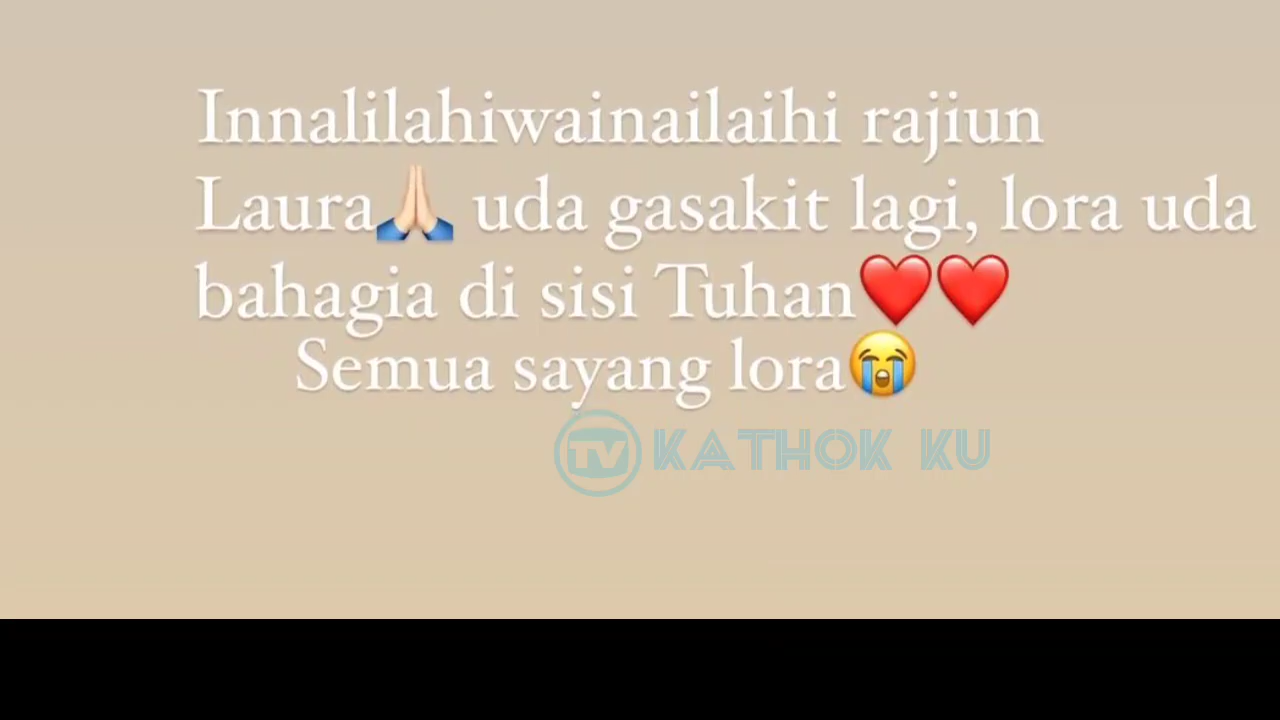 Innalilahiwainailaihi rajiun
Laura🙏🏻 uda gasakit lagi, lora uda
bahagia di sisi Tuhan❤️❤️
Semua sayang lora😭
TV KATHOK KU